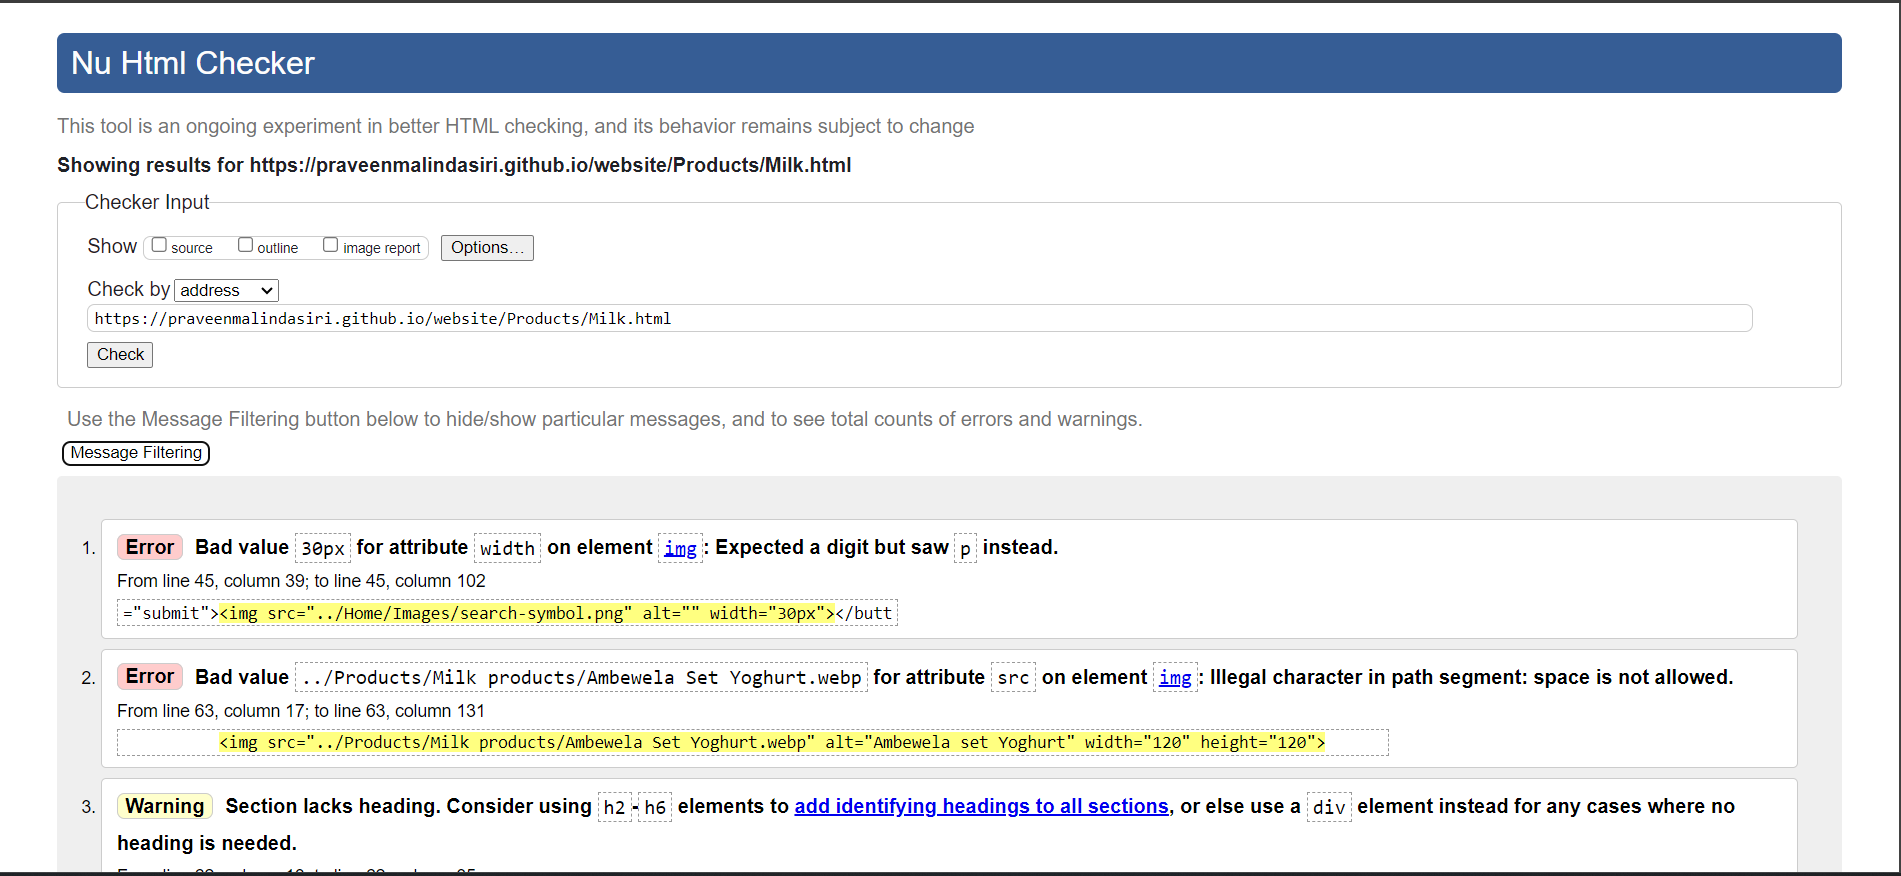 Nu Html Checker
This tool is an ongoing experiment in better HTML checking, and its behavior remains subject to change
Showing results for https://praveenmalindasiri.github.io/website/Products/Milk.html
Checker Input
Show source outline image report Options...
Check by address
https://praveenmalindasiri.github.io/website/Products/Milk.html
Check
Use the Message Filtering button below to hide/show particular messages, and to see total counts of errors and warnings.
Message Filtering
1. Error Bad value 30px for attribute width on element img: Expected a digit but saw p instead.
From line 45, column 39; to line 45, column 102
="submit"><img src="../Home/Images/search-symbol.png" alt="" width="30px"></butt
2. Error Bad value ../Products/Milk products/Ambewela Set Yoghurt.webp for attribute src on element img: Illegal character in path segment: space is not allowed.
From line 63, column 17; to line 63, column 131
<img src="../Products/Milk products/Ambewela Set Yoghurt.webp" alt="Ambewela set Yoghurt" width="120" height="120">
3. Warning Section lacks heading. Consider using h2-h6 elements to add identifying headings to all sections, or else use a div element instead for any cases where no
heading is needed.